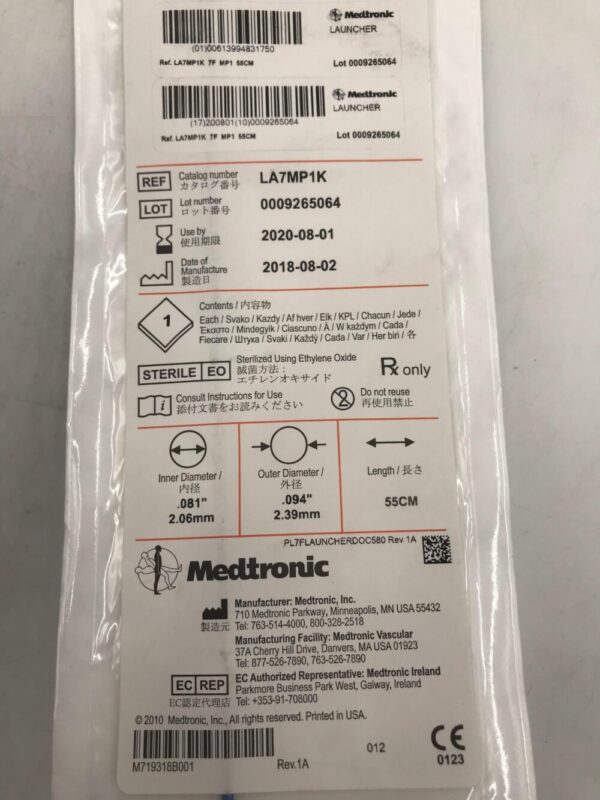 Medtronic
LAUNCHER
(01)00613994831750
Ref. LA7MP1K 7F MP1 55CM
Lot 0009265064
Medtronic
LAUNCHER
(17)200801(10)0009265064
Ref. LA7MP1K 7F MP1 55CM
Lot 0009265064
REF Catalog number LA7MP1K
カタログ番号
LOT Lot number 0009265064
ロット番号
Use by 2020-08-01
使用期限
Date of
Manufacture 2018-08-02
製造日
1
Contents / 内容物
Each / Svako / Kazdy / Af hver / Elk / KPL / Chacun / Jede /
Έκαστο / Mindegyik / Ciascuno / À / W każdym / Cada /
Fiecare / Штука / Svaki / Každý / Cada / Var / Her biri / 各
STERILE EO Sterilized Using Ethylene Oxide
滅菌方法：
エチレンオキサイド
Rx only
Consult Instructions for Use
添付文書をお読みください
Do not reuse
再使用禁止
Inner Diameter /
内径
.081"
2.06mm
Outer Diameter /
外径
.094"
2.39mm
Length / 長さ
55CM
PL7FLAUNCHERDOC580 Rev 1A
Medtronic
製造元
Manufacturer: Medtronic, Inc.
710 Medtronic Parkway, Minneapolis, MN USA 55432
Tel: 763-514-4000, 800-328-2518
Manufacturing Facility: Medtronic Vascular
37A Cherry Hill Drive, Danvers, MA USA 01923
Tel: 877-526-7890, 763-526-7890
EC REP
EC認定代理店
EC Authorized Representative: Medtronic Ireland
Parkmore Business Park West, Galway, Ireland
Tel: +353-91-708000
© 2010 Medtronic, Inc., All rights reserved. Printed in USA.
M719318B001
Rev.1A
012
CE
0123